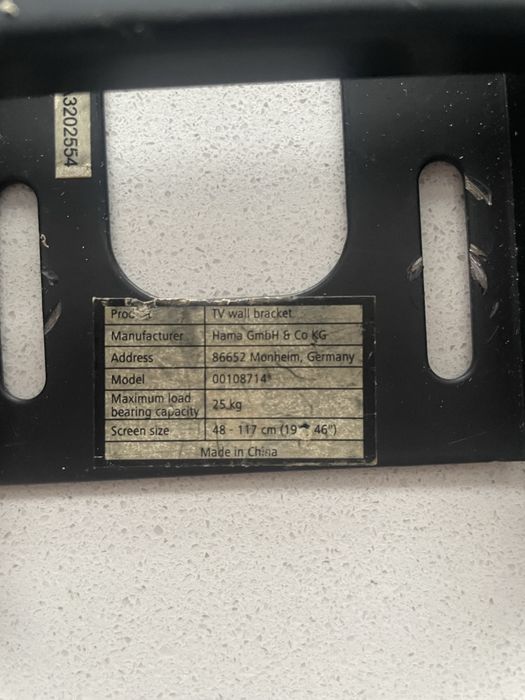 3202554
TV wall bracket
Manufacturer Hama GmbH & Co KG
Address 86652 Monheim, Germany
Model 00108714
Maximum load
bearing capacity 25 kg
Screen size 48 - 117 cm (19 - 46")
Made in China